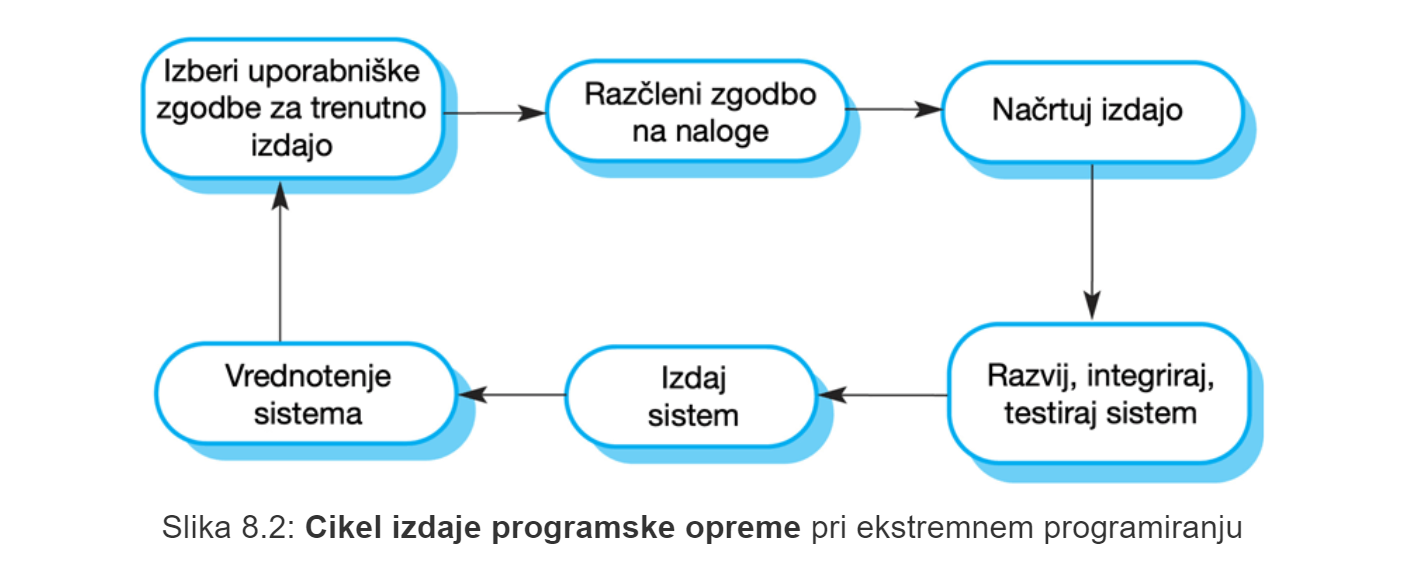 Izberi uporabniške
zgodbe za trenutno
izdajo
Razčleni zgodbo
na naloge
Načrtuj izdajo
Razvij, integriraj,
testiraj sistem
Izdaj
sistem
Vrednotenje
sistema
Slika 8.2: Cikel izdaje programske opreme pri ekstremnem programiranju